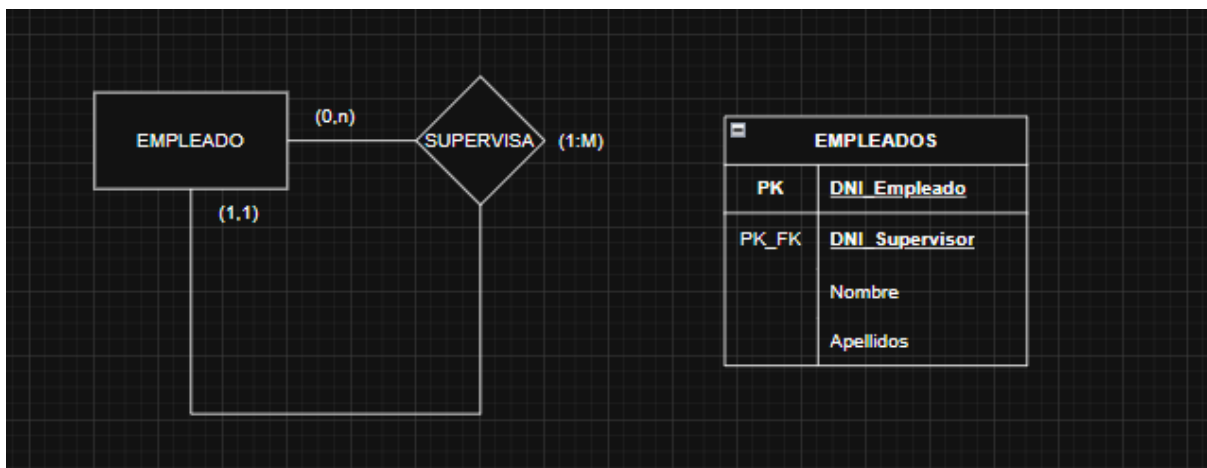 (0,n)
EMPLEADO
SUPERVISA
(1:M)
(1,1)
EMPLEADOS
PK DNI_Empleado
PK_FK DNI_Supervisor
Nombre
Apellidos